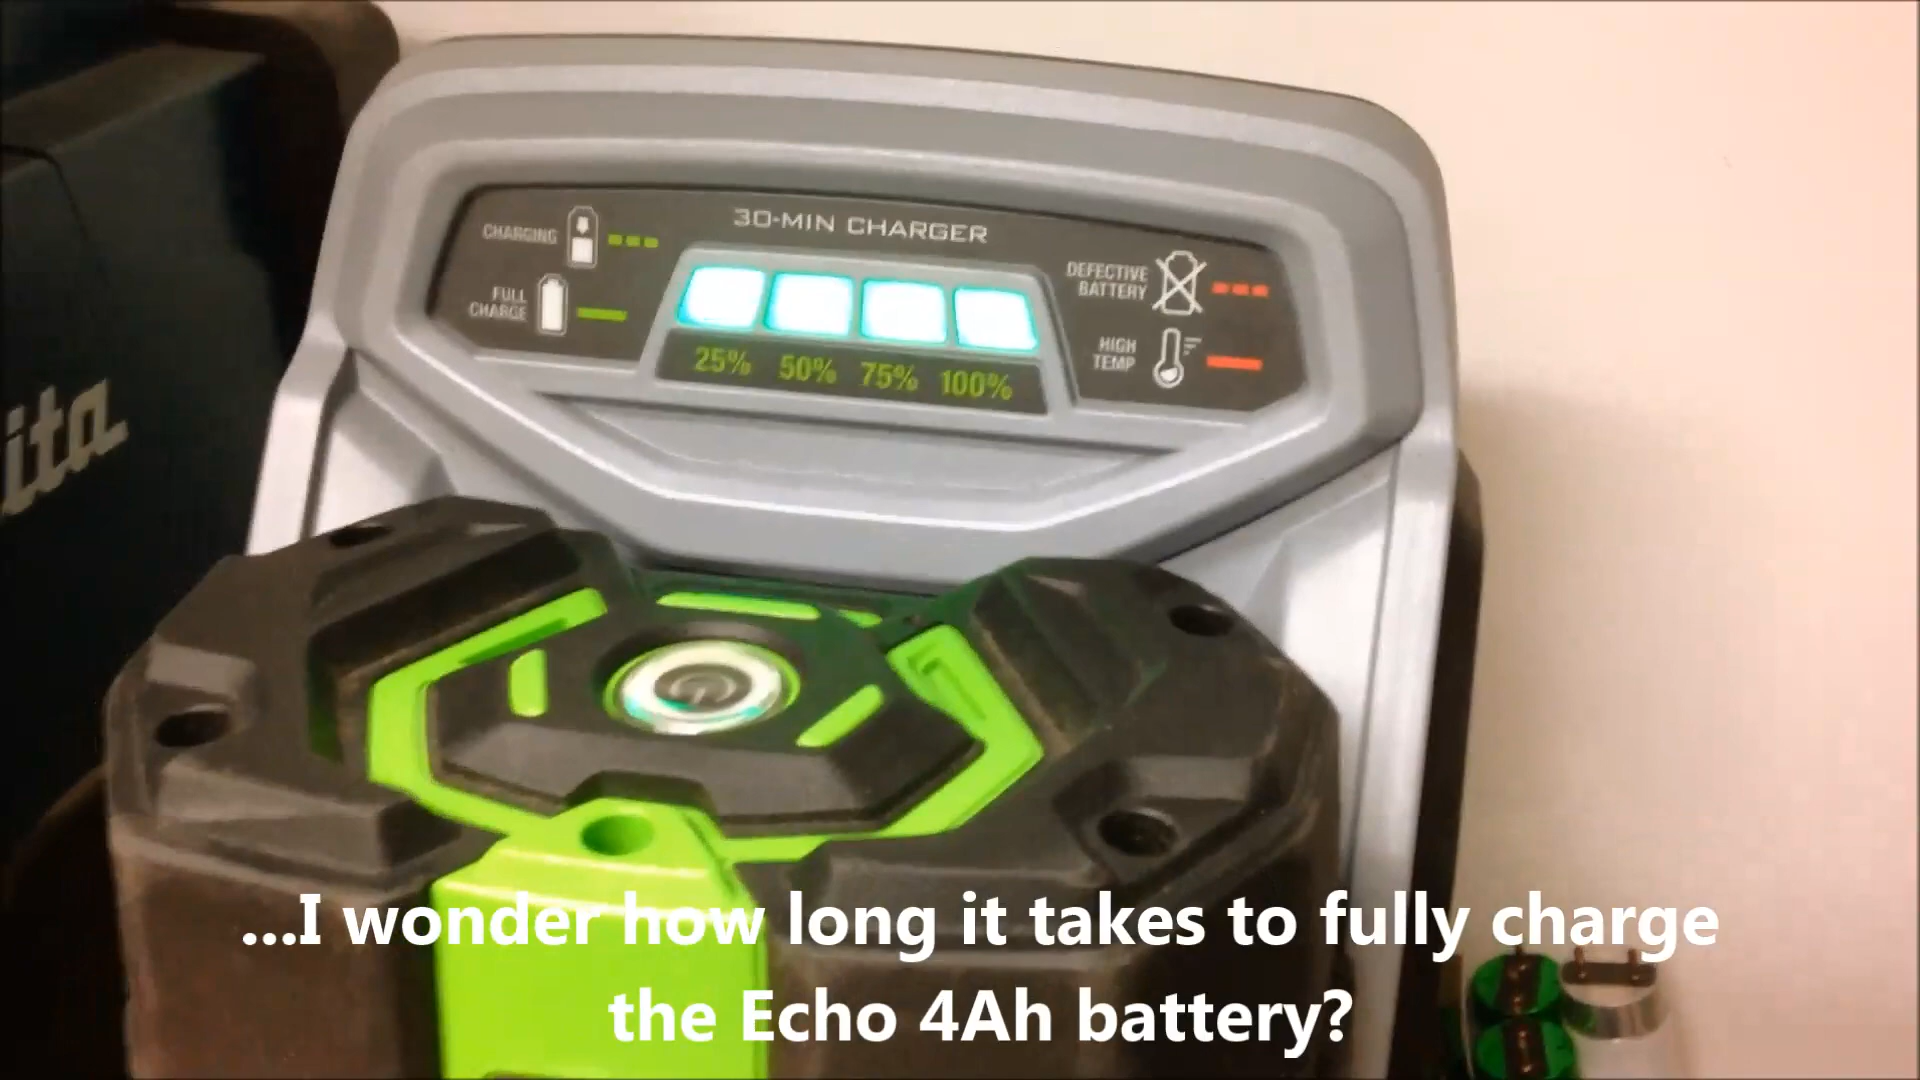 30-MIN CHARGER
CHARGING
FULL
CHARGE
25% 50% 75% 100%
DEFECTIVE
BATTERY
HIGH
TEMP
ita
...I wonder how long it takes to fully charge
the Echo 4Ah battery?